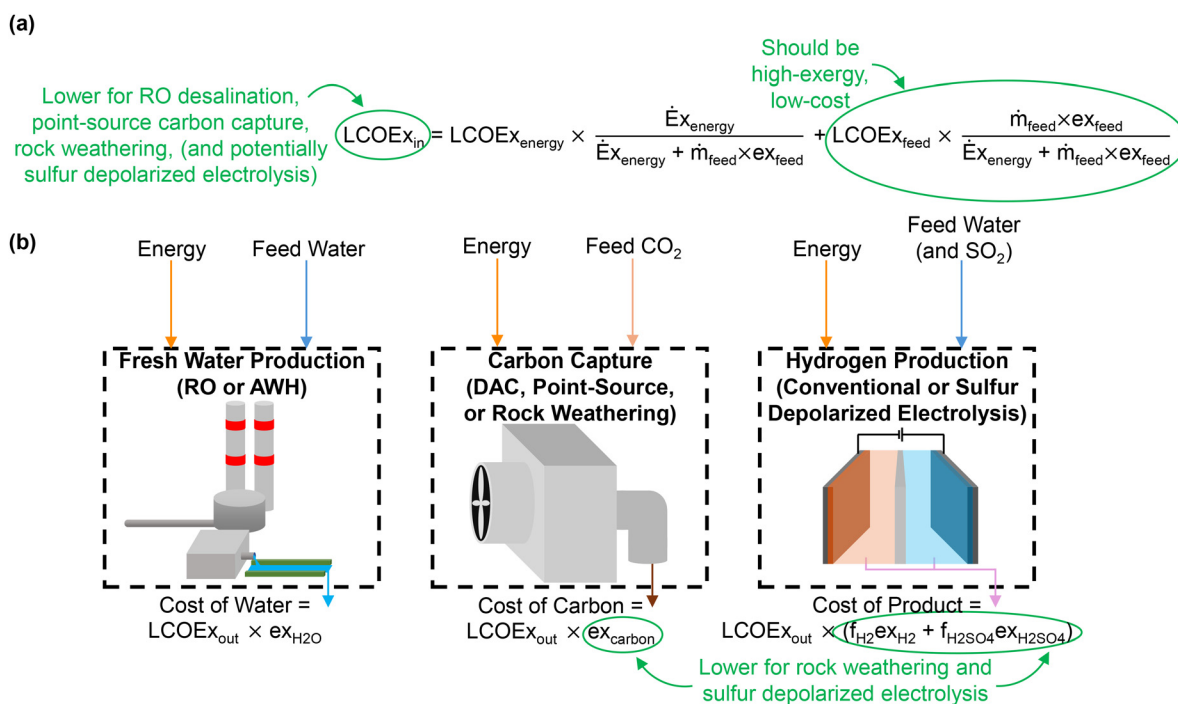 (a)
Should be
high-exergy,
low-cost
Lower for RO desalination,
point-source carbon capture,
rock weathering, (and potentially
sulfur depolarized electrolysis)
LCOEx_in = LCOEx_energy × Ėx_energy / (Ėx_energy + ṁ_feed×ex_feed) + LCOEx_feed × ṁ_feed×ex_feed / (Ėx_energy + ṁ_feed×ex_feed)
(b)
Energy
Feed Water
Energy
Feed CO₂
Energy
Feed Water
(and SO₂)
Fresh Water Production
(RO or AWH)
Carbon Capture
(DAC, Point-Source,
or Rock Weathering)
Hydrogen Production
(Conventional or Sulfur
Depolarized Electrolysis)
Cost of Water =
LCOEx_out × ex_H2O
Cost of Carbon =
LCOEx_out × ex_carbon
Cost of Product =
LCOEx_out × (f_H2 ex_H2 + f_H2SO4 ex_H2SO4)
Lower for rock weathering and
sulfur depolarized electrolysis